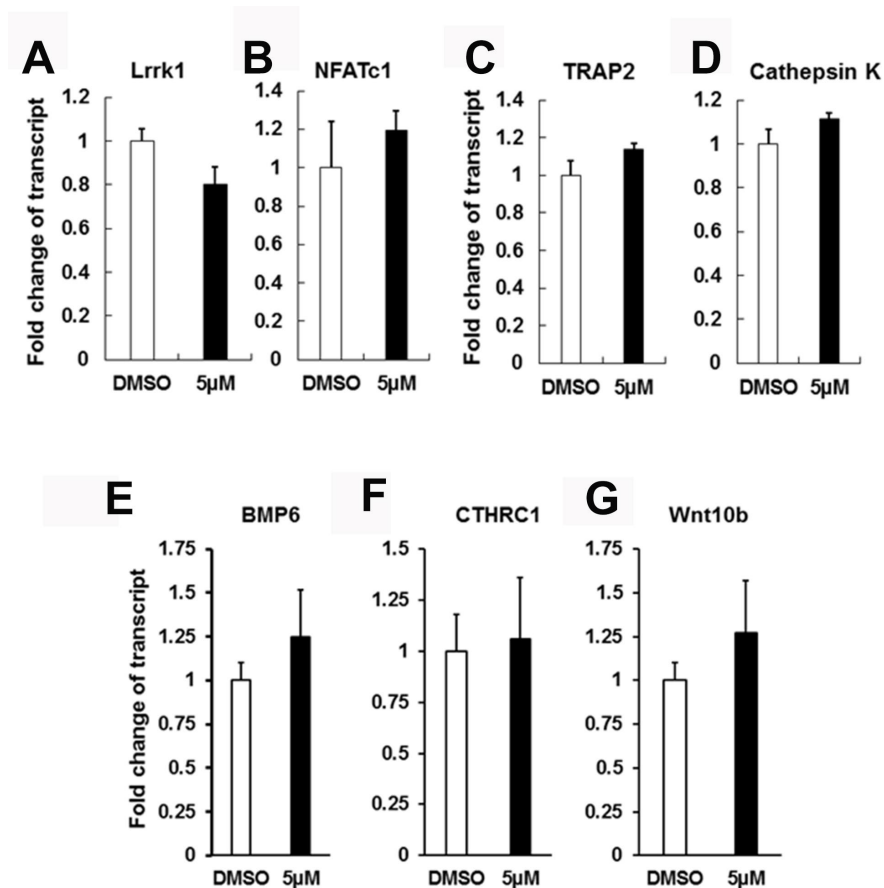 A
Lrrk1
Fold change of transcript
1.2
1
0.8
0.6
0.4
0.2
0
DMSO 5µM
B
NFATc1
1.4
1.2
1
0.8
0.6
0.4
0.2
0
DMSO 5µM
C
TRAP2
Fold change of transcript
1.4
1.2
1
0.8
0.6
0.4
0.2
0
DMSO 5µM
D
Cathepsin K
1.2
1
0.8
0.6
0.4
0.2
0
DMSO 5µM
E
BMP6
Fold change of transcript
1.75
1.5
1.25
1
0.75
0.5
0.25
0
DMSO 5µM
F
CTHRC1
1.5
1.25
1
0.75
0.5
0.25
0
DMSO 5µM
G
Wnt10b
1.75
1.5
1.25
1
0.75
0.5
0.25
0
DMSO 5µM